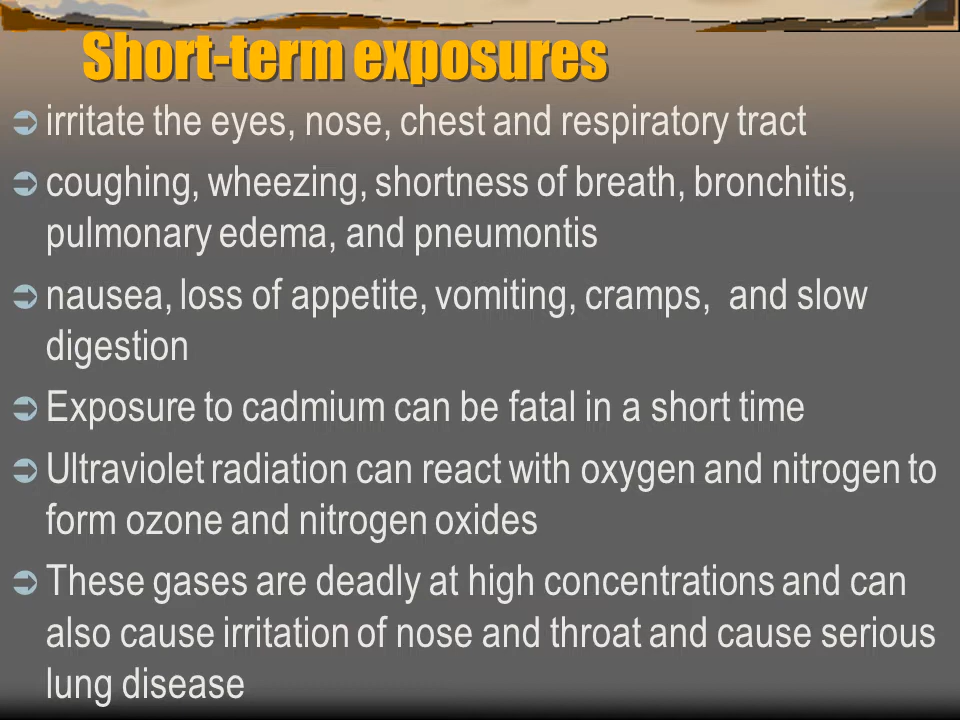 Short-term exposures
irritate the eyes, nose, chest and respiratory tract
coughing, wheezing, shortness of breath, bronchitis,
pulmonary edema, and pneumontis
nausea, loss of appetite, vomiting, cramps,  and slow
digestion
Exposure to cadmium can be fatal in a short time
Ultraviolet radiation can react with oxygen and nitrogen to
form ozone and nitrogen oxides
These gases are deadly at high concentrations and can
also cause irritation of nose and throat and cause serious
lung disease